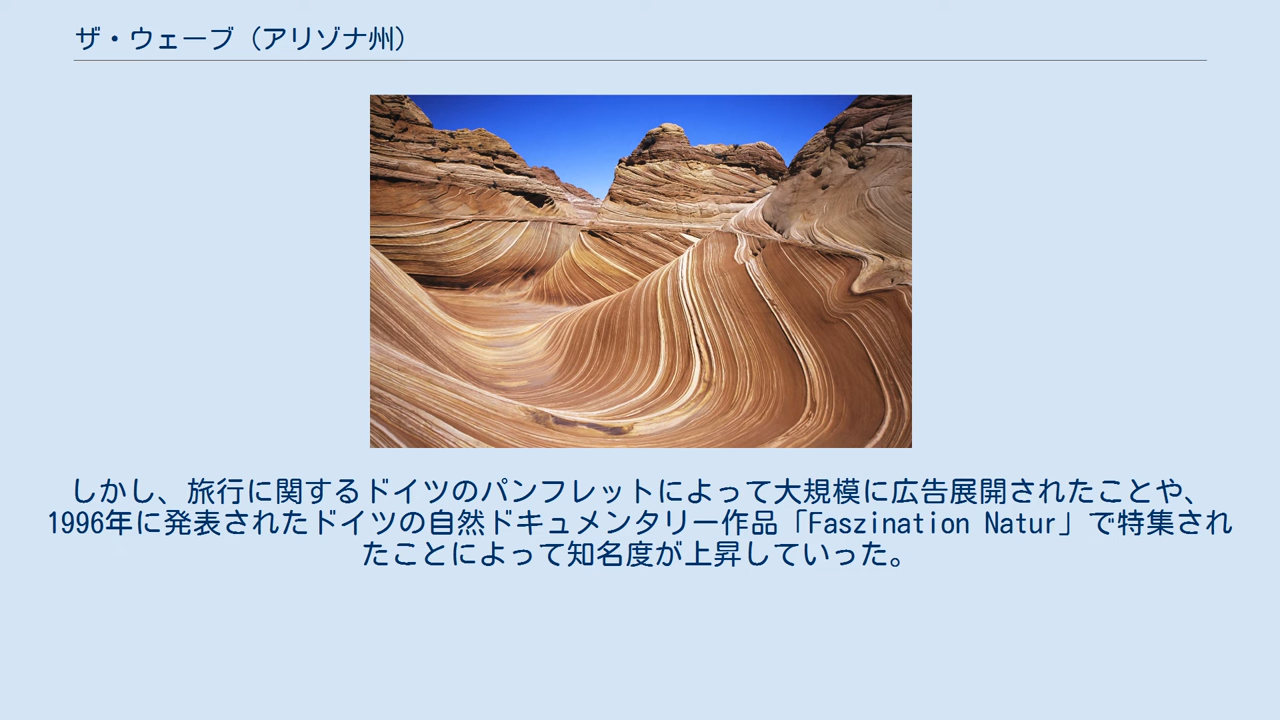 ザ・ウェーブ（アリゾナ州）
しかし、旅行に関するドイツのパンフレットによって大規模に広告展開されたことや、
1996年に発表されたドイツの自然ドキュメンタリー作品「Faszination Natur」で特集され
たことによって知名度が上昇していった。